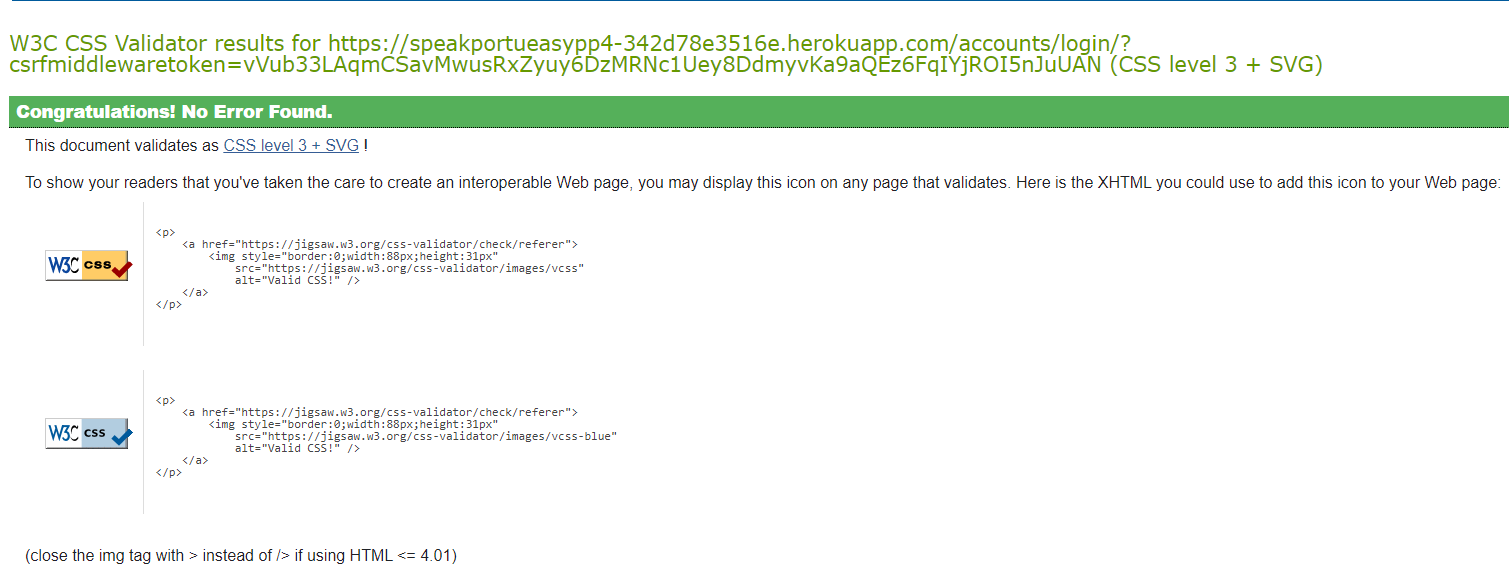 W3C CSS Validator results for https://speakportueasypp4-342d78e3516e.herokuapp.com/accounts/login/?
csrfmiddlewaretoken=vVub33LAqmCSavMwusRxZyuy6DzMRNc1Uey8DdmyvKa9aQEz6FqIYjROI5nJuUAN (CSS level 3 + SVG)
Congratulations! No Error Found.
This document validates as CSS level 3 + SVG !
To show your readers that you've taken the care to create an interoperable Web page, you may display this icon on any page that validates. Here is the XHTML you could use to add this icon to your Web page:
W3C css
<p>
<a href="https://jigsaw.w3.org/css-validator/check/referer">
<img style="border:0;width:88px;height:31px"
src="https://jigsaw.w3.org/css-validator/images/vcss"
alt="Valid CSS!" />
</a>
</p>
W3C css
<p>
<a href="https://jigsaw.w3.org/css-validator/check/referer">
<img style="border:0;width:88px;height:31px"
src="https://jigsaw.w3.org/css-validator/images/vcss-blue"
alt="Valid CSS!" />
</a>
</p>
(close the img tag with > instead of /> if using HTML <= 4.01)